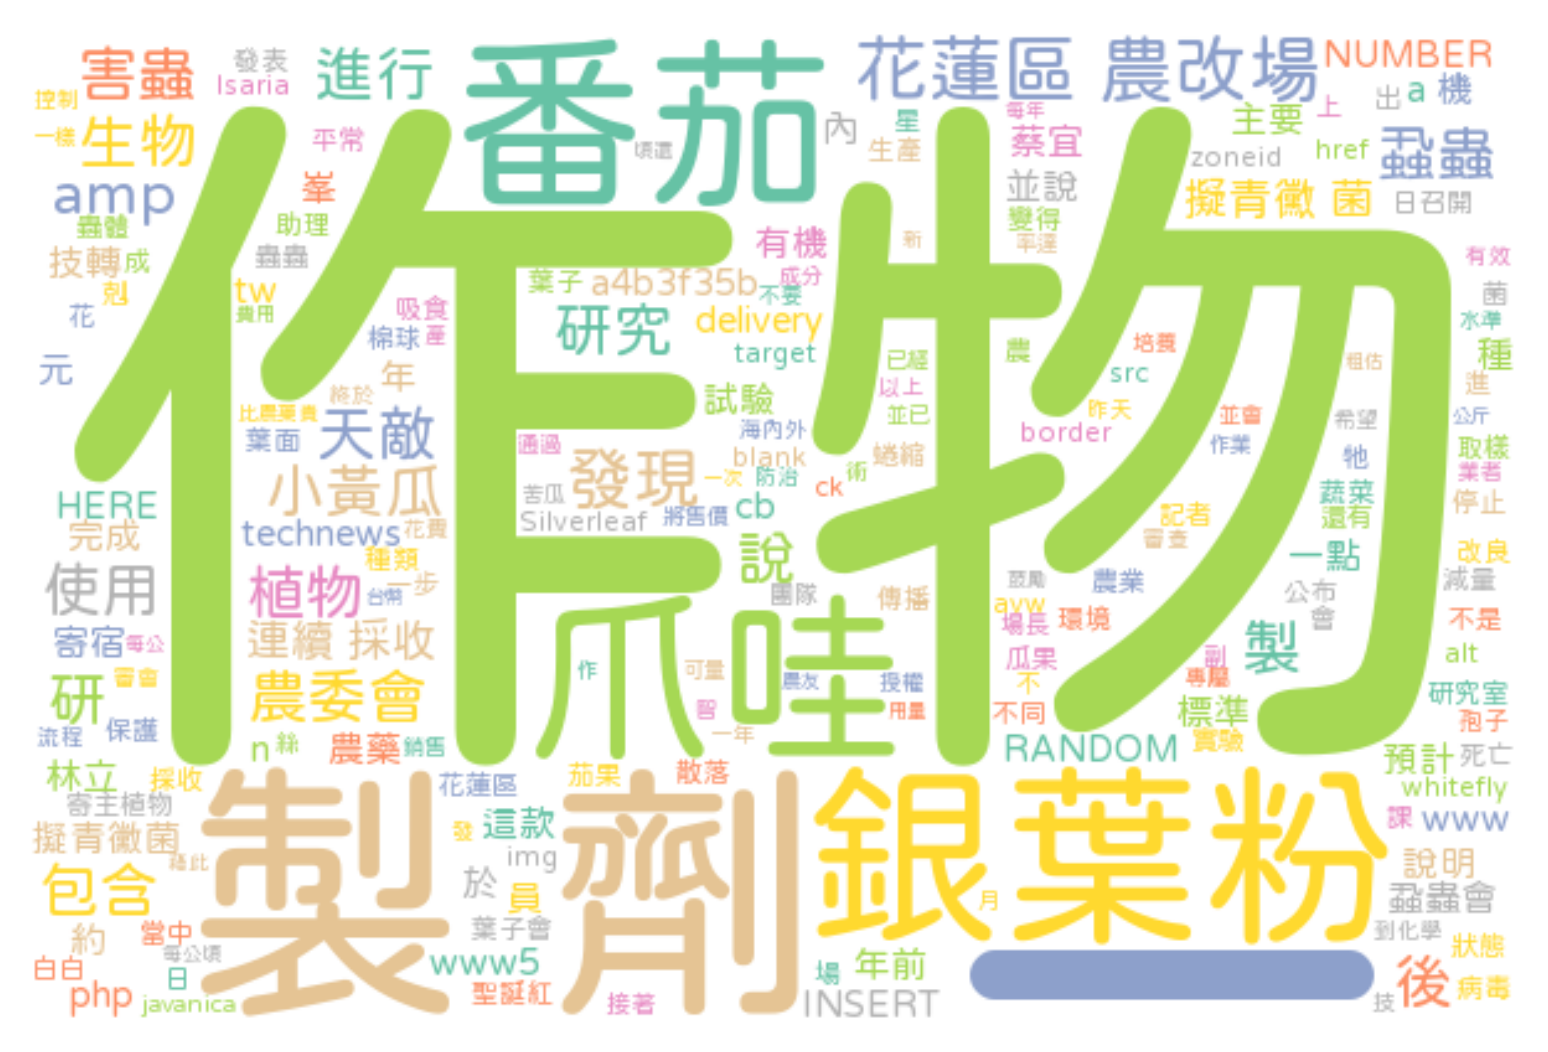 害蟲
發表
Isaria
進行
番茄
花蓮區 農改場
NUMBER
控制
一樣
生物
平常
頃還
內
星
生產
每年
蔡宜
主要
上
出
a
機
zoneid
href
蝨蟲
amp
峯
並說
擬青黴 菌
日召開
蟲體
助理
變得
平達
技轉
成
蟲蟲
有機
新
有效
剋
tw
費用
葉子
a4b3f35b
成分
不要
菌
花
吸食
棉球
產
研究
delivery
target
水準
元
年
已經
農
培養
src
粗估
種
進
終於
比農藥貴
天敵
葉面
試驗
以上
並已
昨天
並會
希望
公斤
作物
通過
海內外
border
作業
牠
取樣
業者
小黃瓜
發現
blank
一次
防治
蜷縮
術
ck
HERE
苦瓜
cb
蔬菜
還有
停止
完成
technews
花費
Silverleaf
將售價
記者
審查
種類
說
一點
改良
使用
植物
一步
台幣
團隊
傳播
鼓勵
農業
公布
減量
avw
寄宿
每公
連續 採收
爪哇
場長
環境
會
不是
製
瓜果
副
alt
研
審會
農委會
作
可量
農友
授權
不
專屬
研究室
流程
保護
智
用量
不同
標準
孢子
n
絲
農藥
銷售
一年
RANDOM
實驗
林立
採收
花蓮區
茄果
散落
預計
死亡
寄主植物
whitefly
擬青黴菌
藉此
製劑
發
這款
img
銀葉粉
課
www
包含
於
員
月
說明
蝨蟲會
約
當中
每公頃
葉子會
到化學
白白
日
www5
場
年前
狀態
php
javanica
聖誕紅
接著
INSERT
技
後
病毒